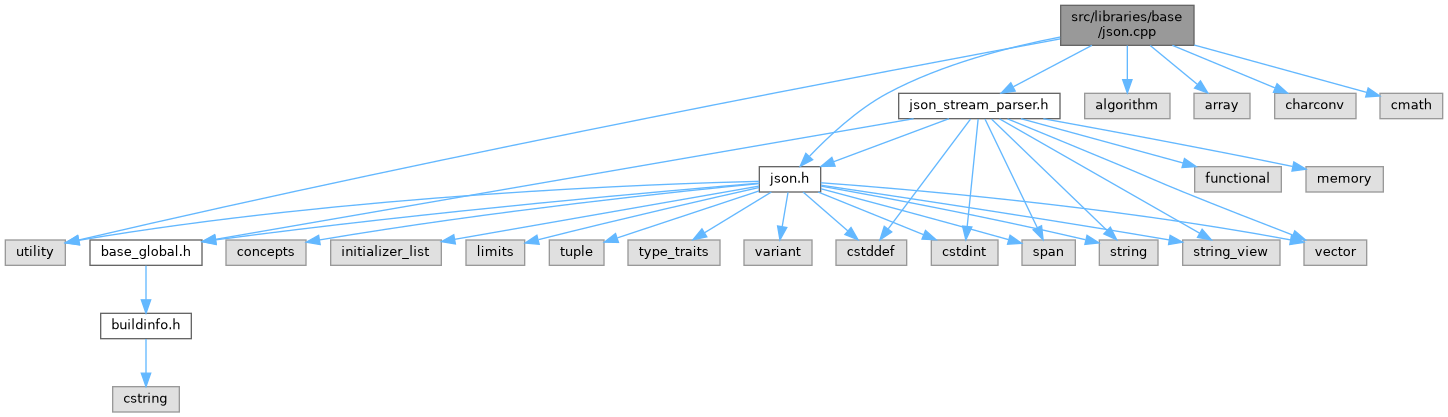 src/libraries/base
/json.cpp
json_stream_parser.h
algorithm
array
charconv
cmath
json.h
functional
memory
utility
base_global.h
concepts
initializer_list
limits
tuple
type_traits
variant
cstddef
cstdint
span
string
string_view
vector
buildinfo.h
cstring